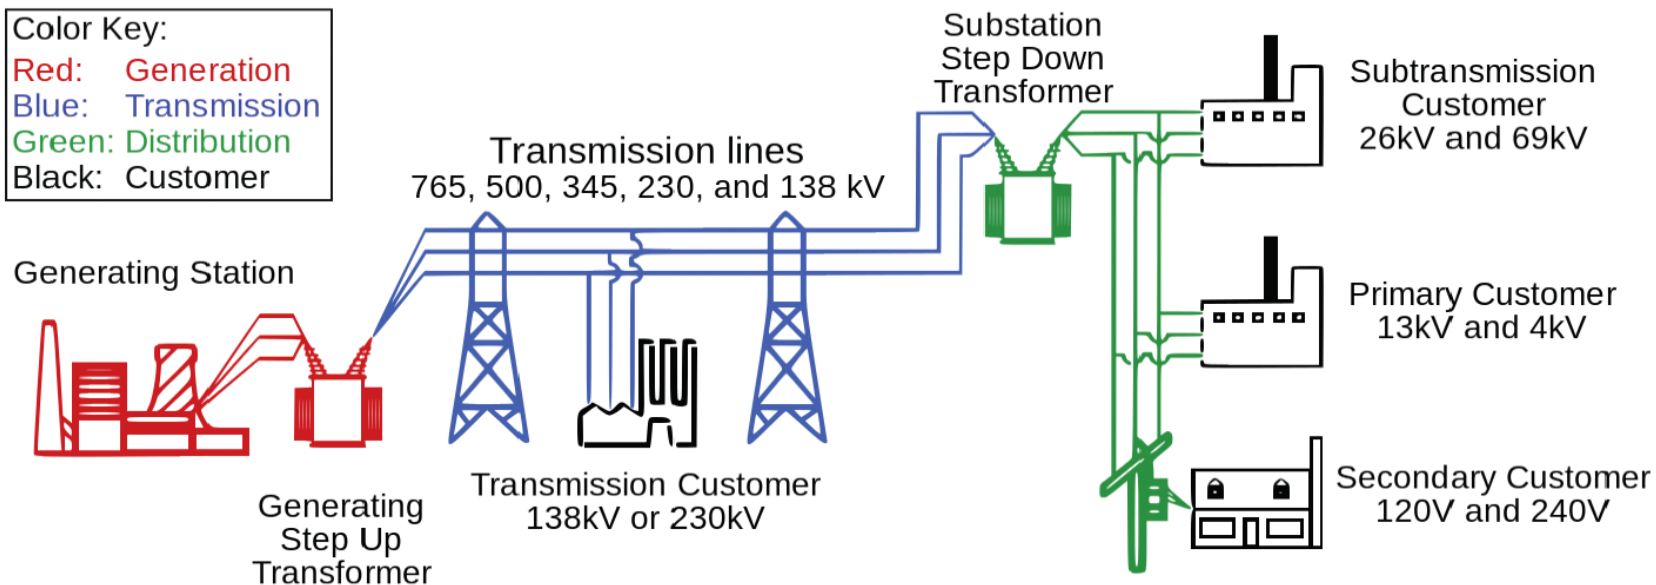 Color Key:
Red: Generation
Blue: Transmission
Green: Distribution
Black: Customer
Generating Station
Generating
Step Up
Transformer
Transmission lines
765, 500, 345, 230, and 138 kV
Transmission Customer
138kV or 230kV
Substation
Step Down
Transformer
Subtransmission
Customer
26kV and 69kV
Primary Customer
13kV and 4kV
Secondary Customer
120V and 240V